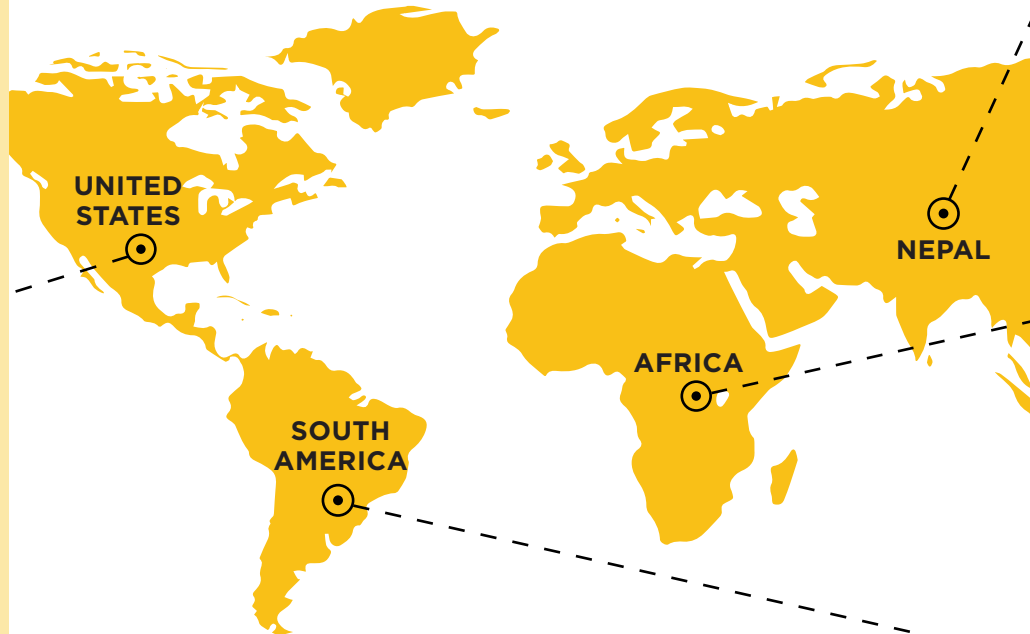 UNITED
STATES
NEPAL
AFRICA
SOUTH
AMERICA